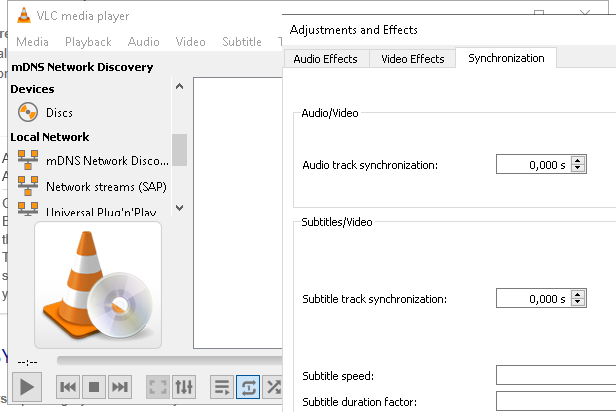 VLC media player
Media Playback Audio Video Subtitle
mDNS Network Discovery
Devices
Discs
Local Network
mDNS Network Disco...
Network streams (SAP)
Universal Plug'n'Play
--:--
Adjustments and Effects
Audio Effects Video Effects Synchronization
Audio/Video
Audio track synchronization: 0,000 s
Subtitles/Video
Subtitle track synchronization: 0,000 s
Subtitle speed:
Subtitle duration factor: